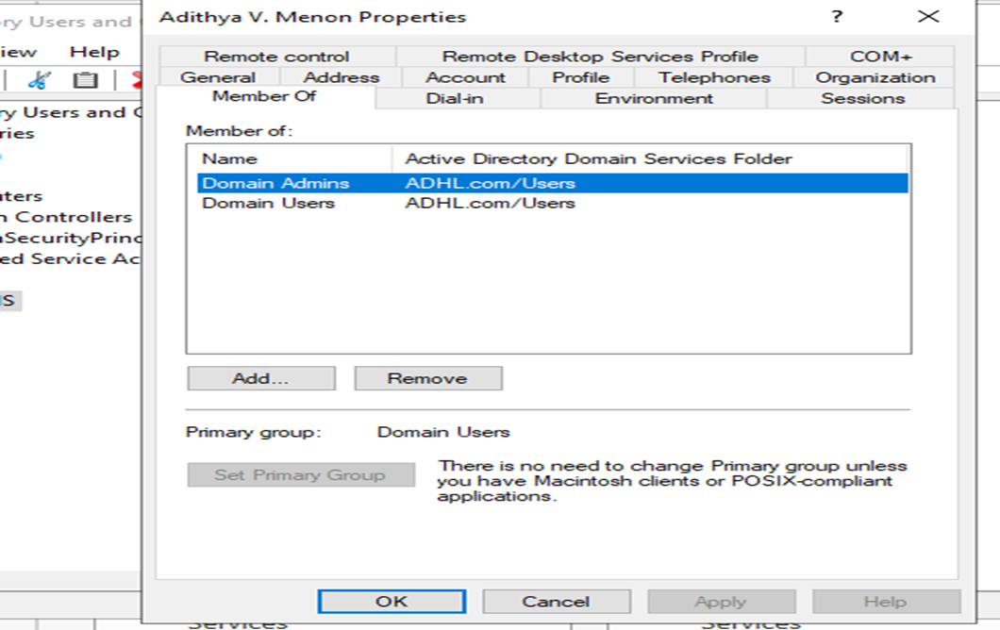 Adithya V. Menon Properties ?
ry Users and
iew Help
ry Users and C
ries
ters
n Controllers
nSecurityPrinc
ed Service Ac
S
Remote control Remote Desktop Services Profile COM+
General Address Account Profile Telephones Organization
Member Of Dial-in Environment Sessions
Member of:
Name Active Directory Domain Services Folder
Domain Admins ADHL.com/Users
Domain Users ADHL.com/Users
Add... Remove
Primary group: Domain Users
Set Primary Group
There is no need to change Primary group unless
you have Macintosh clients or POSIX-compliant
applications.
OK Cancel Apply Help
Services Services